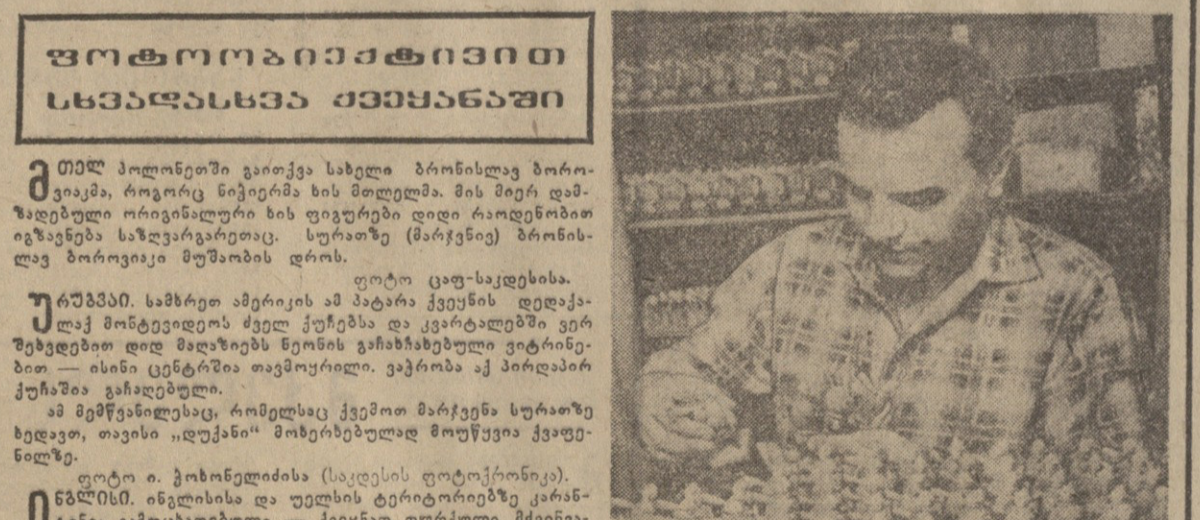 ფოტოობიექტივით
სხვადასხვა ქვეყანაში
მთელ პოლონეთში გაითქვა სახელი ბრონისლავ ბორო-
ვიაკმა, როგორც ნიჭიერმა ხის მთლელმა. მის მიერ დამ-
ზადებული ორიგინალური ხის ფიგურები დიდი რაოდენობით
იგზავნება საზღვარგარეთაც. სურათზე (მარჯვნივ) ბრონის-
ლავ ბოროვიაკი მუშაობის დროს.
ფოტო ცაფ-საკდესისა.
ურუგვაი. სამხრეთ ამერიკის ამ პატარა ქვეყნის დედაქა-
ლაქ მონტევიდეოს ძველ ქუჩებსა და კვარტალებში ვერ
შეხვდებით დიდ მაღაზიებს ნეონის გაჩახჩახებული ვიტრინე-
ბით — ისინი ცენტრშია თავმოყრილი. ვაჭრობა აქ პირდაპირ
ქუჩაშია გაჩაღებული.
ამ მემწვანილესაც, რომელსაც ქვემოთ მარჯვენა სურათზე
ხედავთ, თავისი „დუქანი“ მოხერხებულად მოუწყვია ქვაფე-
ნილზე.
ფოტო ი. ჭოხონელიძისა (საკდესის ფოტოქრონიკა).
ინგლისი. ინგლისისა და უელსის ტერიტორიებზე კარან-